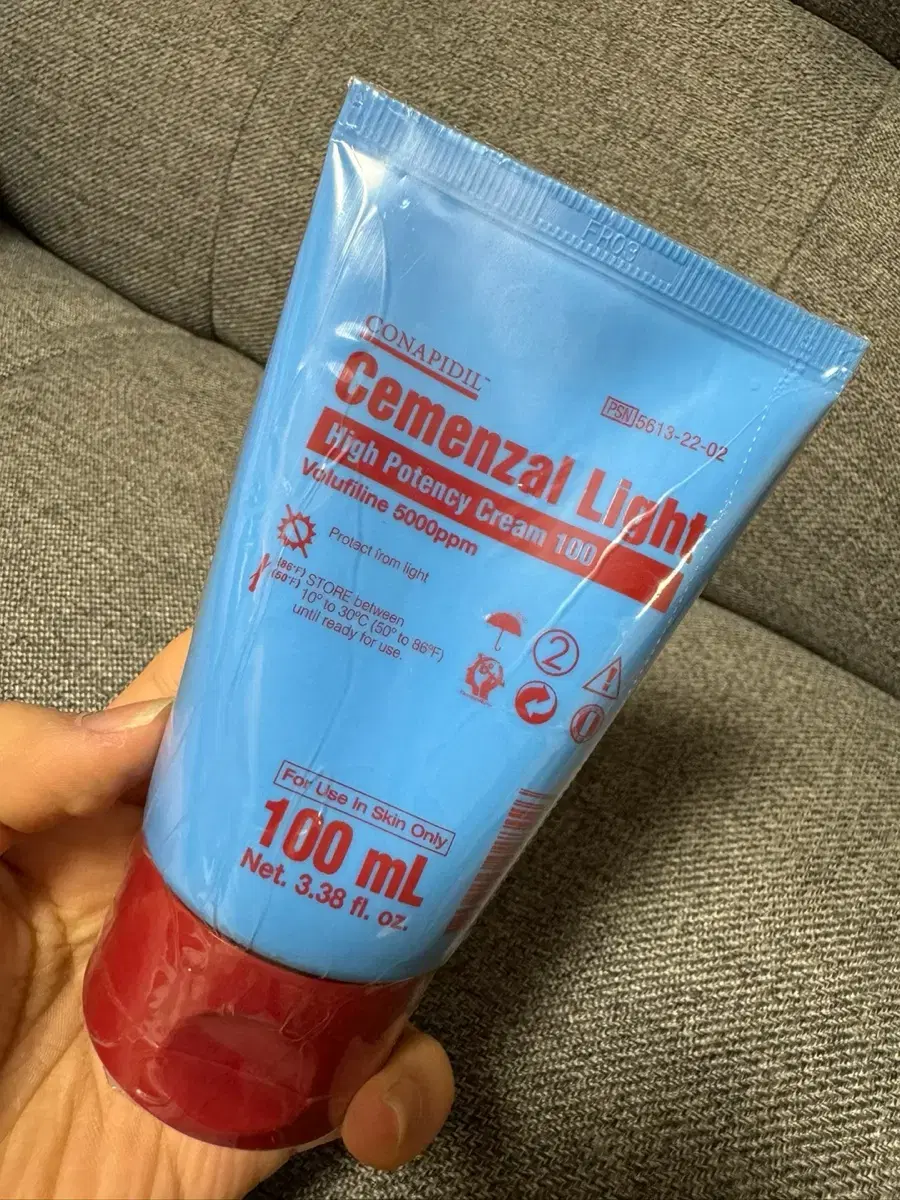 ER03
CONAPIDIL™
Cemenzal Light
PSN 5613-22-02
High Potency Cream 100
Volufiline 5000ppm
Protect from light
(86°F)
(50°F)
STORE between
10° to 30°C (50° to 86°F)
until ready for use.
2
For Use In Skin Only
100 mL
Net. 3.38 fl. oz.